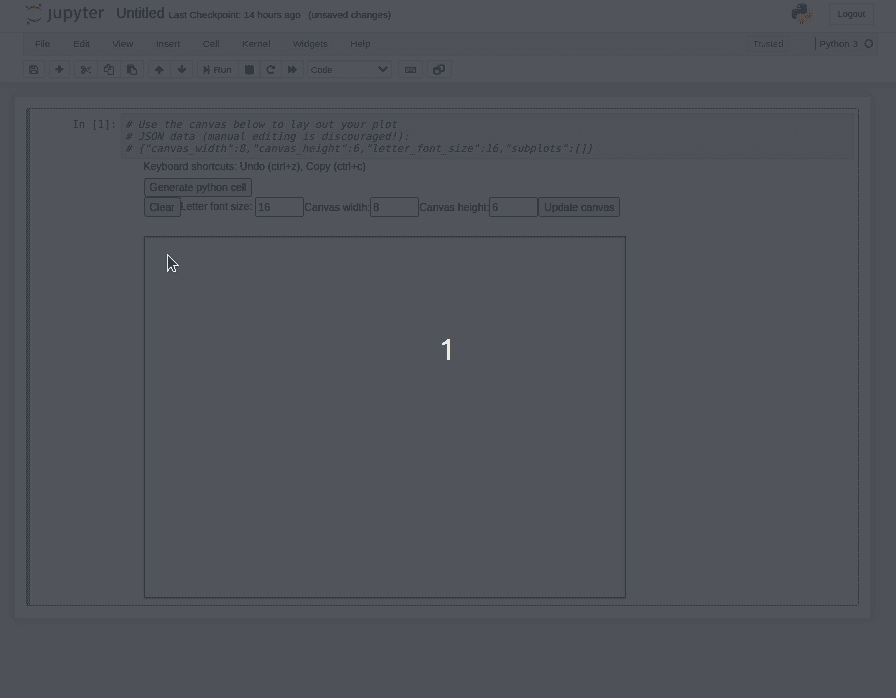 jupyter Untitled Last Checkpoint: 14 hours ago (unsaved changes) Logout
File Edit View Insert Cell Kernel Widgets Help Trusted Python 3
Run Code
In [1]: # Use the canvas below to lay out your plot
# JSON data (manual editing is discouraged!):
# {"canvas_width":8,"canvas_height":6,"letter_font_size":16,"subplots":[]}
Keyboard shortcuts: Undo (ctrl+z), Copy (ctrl+c)
Generate python cell
Clear Letter font size: 16 Canvas width: 8 Canvas height: 6 Update canvas
1